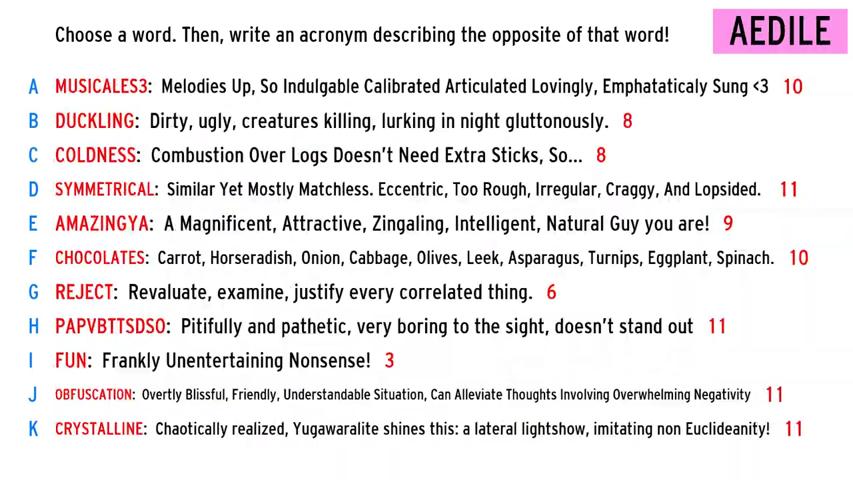 Choose a word. Then, write an acronym describing the opposite of that word!
AEDILE
A MUSICALES3: Melodies Up, So Indulgable Calibrated Articulated Lovingly, Emphataticaly Sung <3 10
B DUCKLING: Dirty, ugly, creatures killing, lurking in night gluttonously. 8
C COLDNESS: Combustion Over Logs Doesn't Need Extra Sticks, So... 8
D SYMMETRICAL: Similar Yet Mostly Matchless. Eccentric, Too Rough, Irregular, Craggy, And Lopsided. 11
E AMAZINGYA: A Magnificent, Attractive, Zingaling, Intelligent, Natural Guy you are! 9
F CHOCOLATES: Carrot, Horseradish, Onion, Cabbage, Olives, Leek, Asparagus, Turnips, Eggplant, Spinach. 10
G REJECT: Revaluate, examine, justify every correlated thing. 6
H PAPVBTTSDSO: Pitifully and pathetic, very boring to the sight, doesn't stand out 11
I FUN: Frankly Unentertaining Nonsense! 3
J OBFUSCATION: Overtly Blissful, Friendly, Understandable Situation, Can Alleviate Thoughts Involving Overwhelming Negativity 11
K CRYSTALLINE: Chaotically realized, Yugawaralite shines this: a lateral lightshow, imitating non Euclideanity! 11